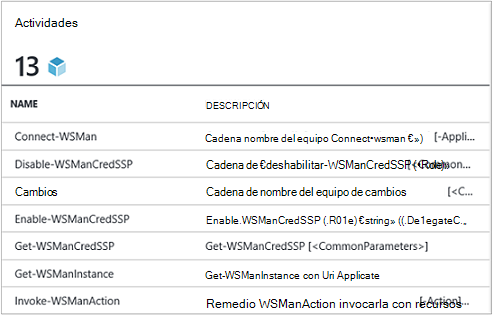 Actividades
13
NAME DESCRIPCIÓN
Connect-WSMan Cadena nombre del equipo Connect•wsman €») [-Appli...
Disable-WSManCredSSP Cadena de €deshabilitar-WSManCredSSP (-Role)»
Cambios Cadena de nombre del equipo de cambios [<C...
Enable-WSManCredSSP Enable.WSManCredSSP (.R01e) €string» ((.De1egateC.,
Get-WSManCredSSP Get-WSManCredSSP [<CommonParameters>]
Get-WSManInstance Get-WSManInstance con Uri Applicate
Invoke-WSManAction Remedio WSManAction invocarla con recursos [-Action]...